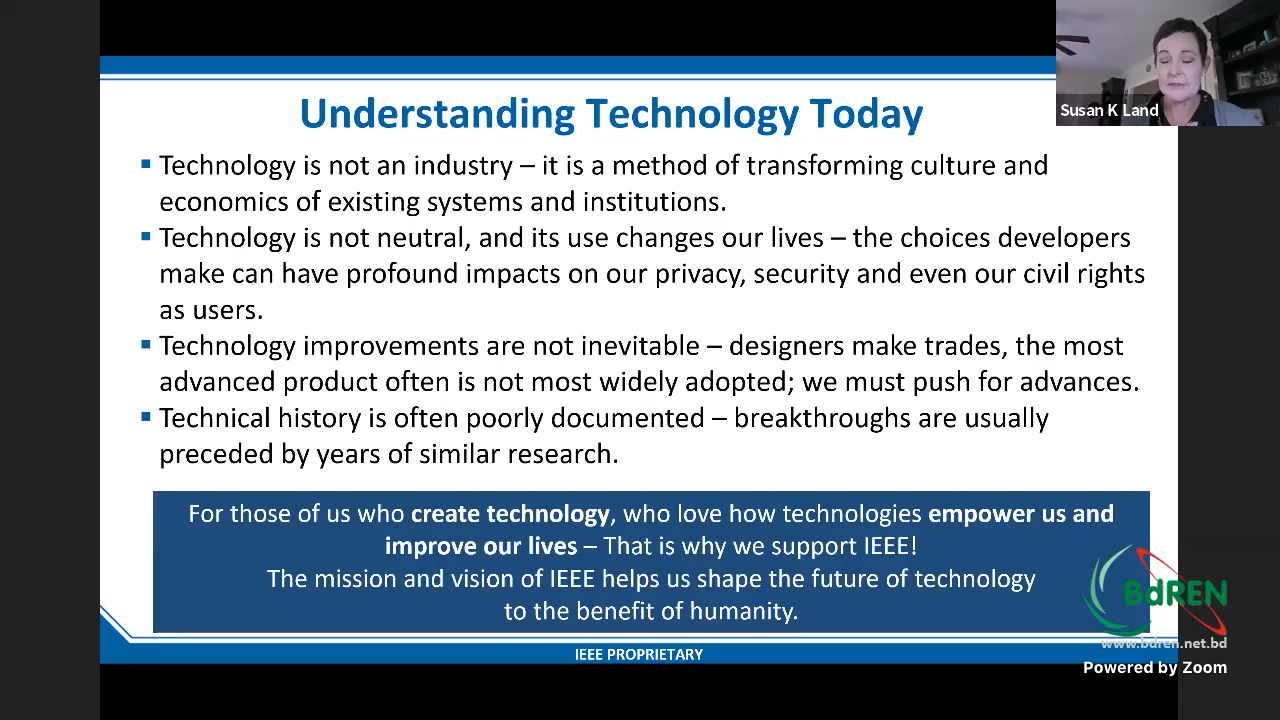 Understanding Technology Today
Susan K Land
▪ Technology is not an industry – it is a method of transforming culture and
economics of existing systems and institutions.
▪ Technology is not neutral, and its use changes our lives – the choices developers
make can have profound impacts on our privacy, security and even our civil rights
as users.
▪ Technology improvements are not inevitable – designers make trades, the most
advanced product often is not most widely adopted; we must push for advances.
▪ Technical history is often poorly documented – breakthroughs are usually
preceded by years of similar research.
For those of us who create technology, who love how technologies empower us and
improve our lives – That is why we support IEEE!
The mission and vision of IEEE helps us shape the future of technology
to the benefit of humanity.
BdREN
www.bdren.net.bd
IEEE PROPRIETARY
Powered by Zoom